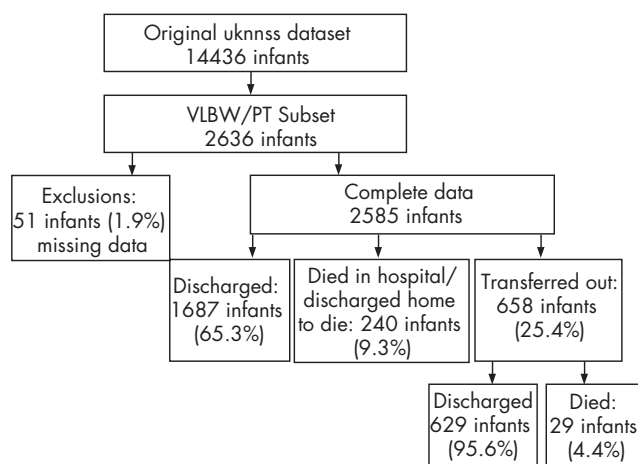 Original uknnss dataset
14436 infants
VLBW/PT Subset
2636 infants
Exclusions:
51 infants (1.9%)
missing data
Complete data
2585 infants
Discharged:
1687 infants
(65.3%)
Died in hospital/
discharged home
to die: 240 infants
(9.3%)
Transferred out:
658 infants
(25.4%)
Discharged
629 infants
(95.6%)
Died:
29 infants
(4.4%)